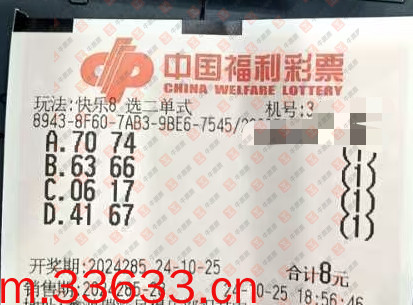 中国福利彩票
CHINA WELFARE LOTTERY
玩法:快乐8 选二单式 机号:3
8943-8F60-7AB3-9BE6-7545/
A.70 74 (1)
B.63 66 (1)
C.06 17 (1)
D.41 67 (1)
开奖期:2024285 24-10-25 合计8元
销售期:2024285-25 24-10-25 18:56:46
m.33633.cn